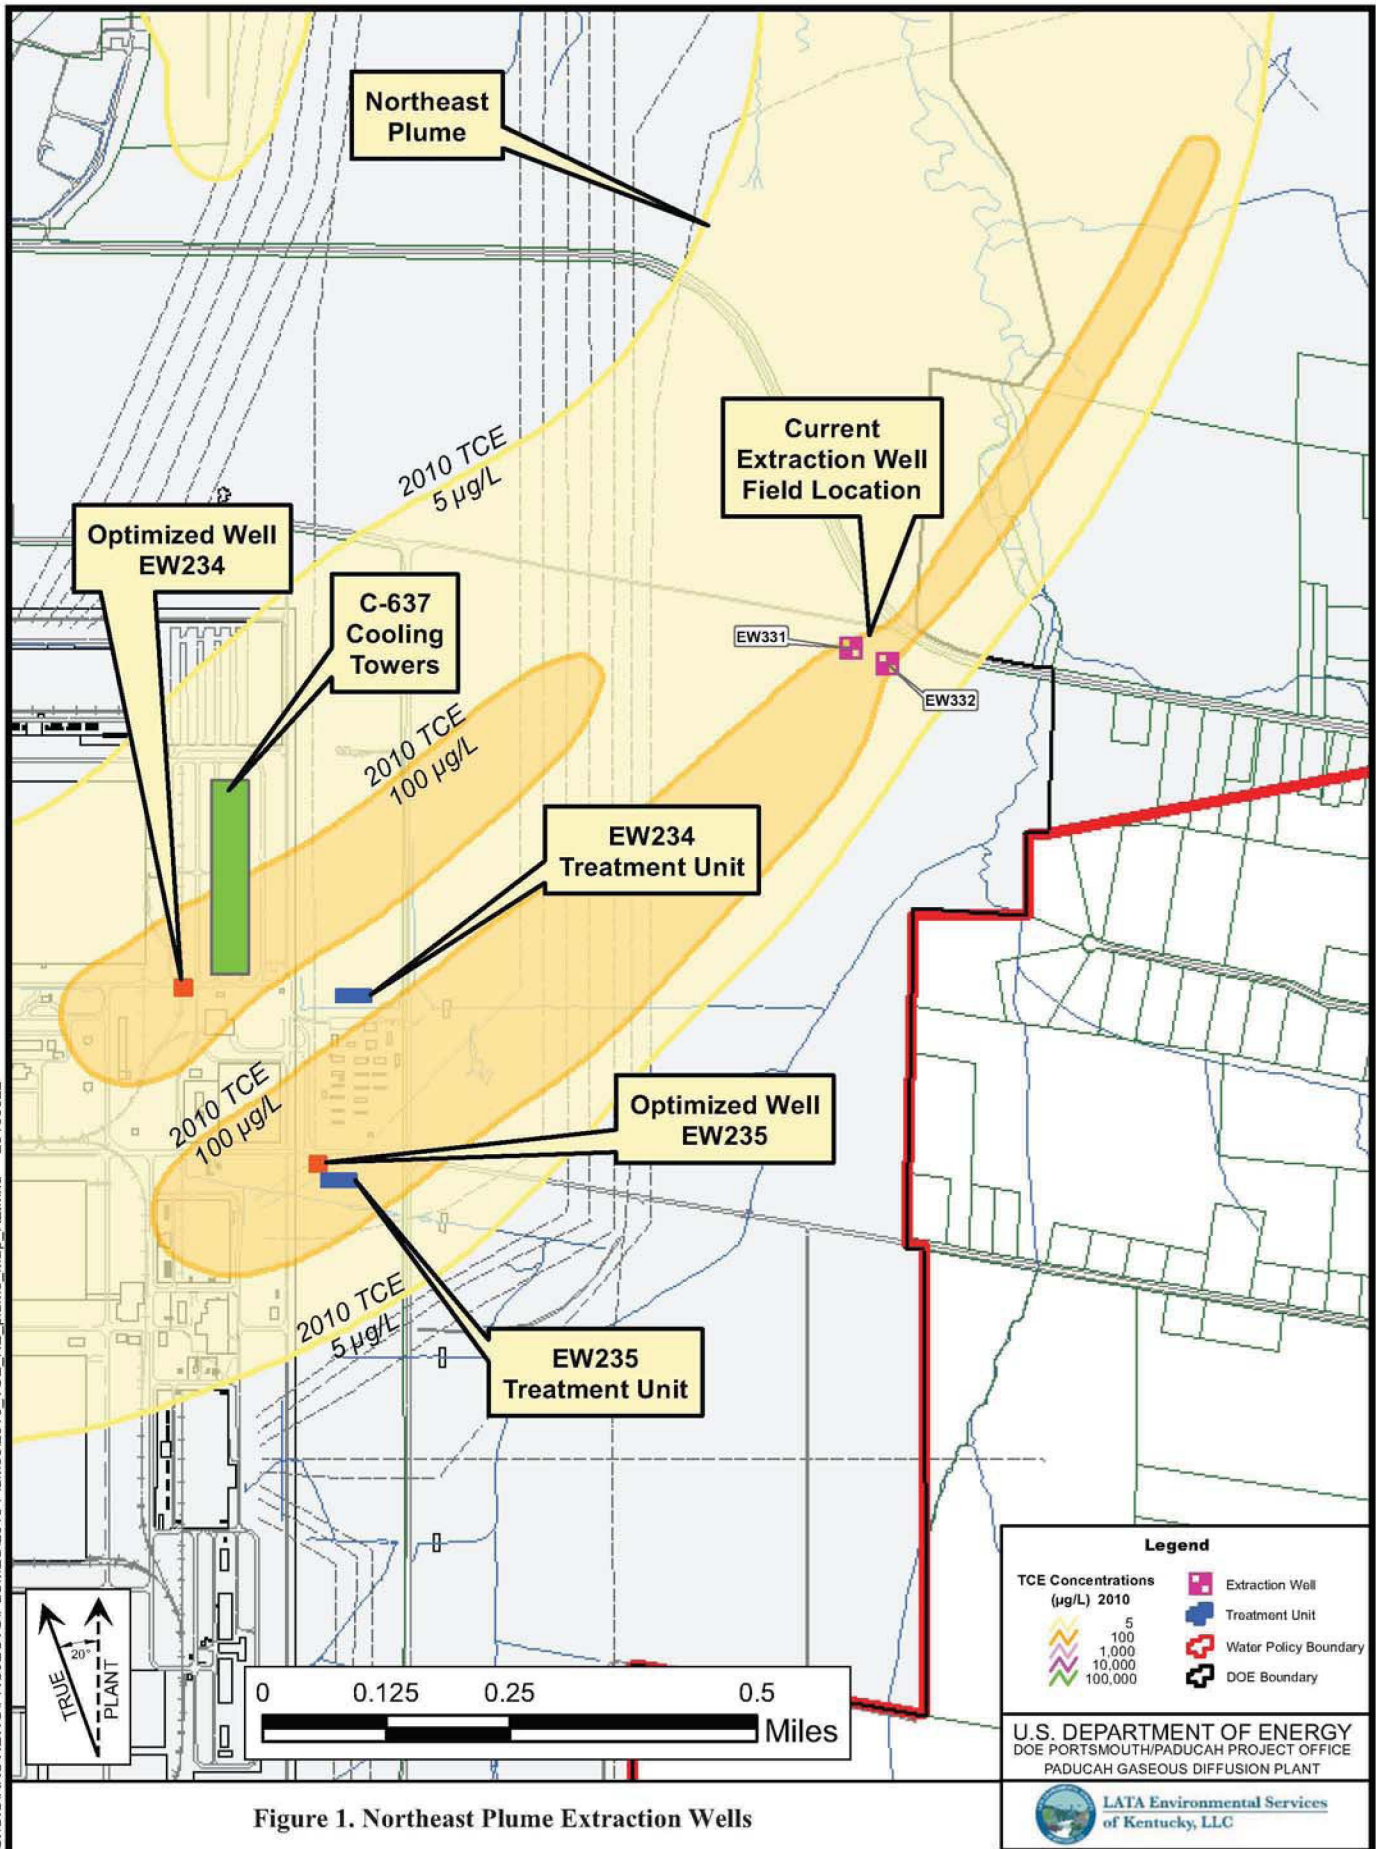 Northeast
Plume
2010 TCE
5 µg/L
Current
Extraction Well
Field Location
Optimized Well
EW234
C-637
Cooling
Towers
EW331
EW332
2010 TCE
100 µg/L
EW234
Treatment Unit
2010 TCE
100 µg/L
Optimized Well
EW235
2010 TCE
5 µg/L
EW235
Treatment Unit
Legend
TCE Concentrations
(µg/L) 2010
5
100
1,000
10,000
100,000
Extraction Well
Treatment Unit
Water Policy Boundary
DOE Boundary
TRUE
20°
PLANT
0 0.125 0.25 0.5
Miles
U.S. DEPARTMENT OF ENERGY
DOE PORTSMOUTH/PADUCAH PROJECT OFFICE
PADUCAH GASEOUS DIFFUSION PLANT
LATA Environmental Services
of Kentucky, LLC
Figure 1. Northeast Plume Extraction Wells